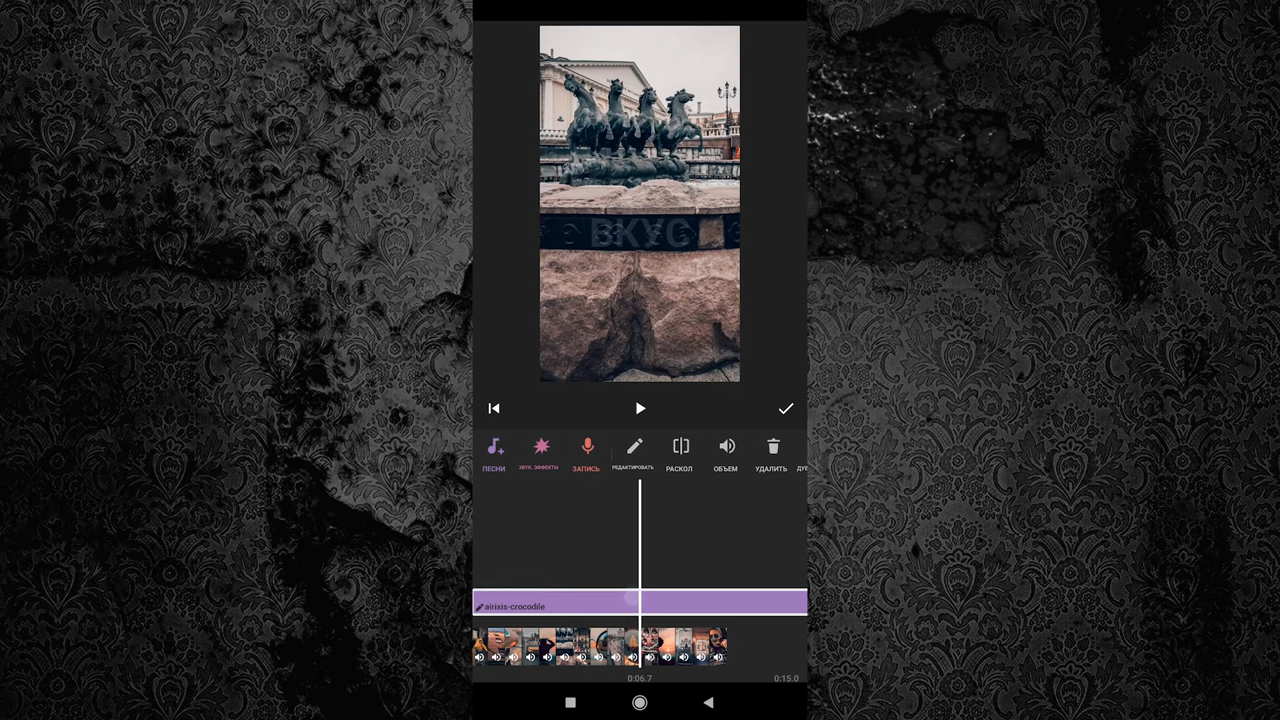 ВКУС
ПЕСНИ
ЗВУК. ЭФФЕКТЫ
ЗАПИСЬ
РЕДАКТИРОВАТЬ
РАСКОЛ
ОБЪЕМ
УДАЛИТЬ
airixis-crocodile
0:06.7
0:15.0